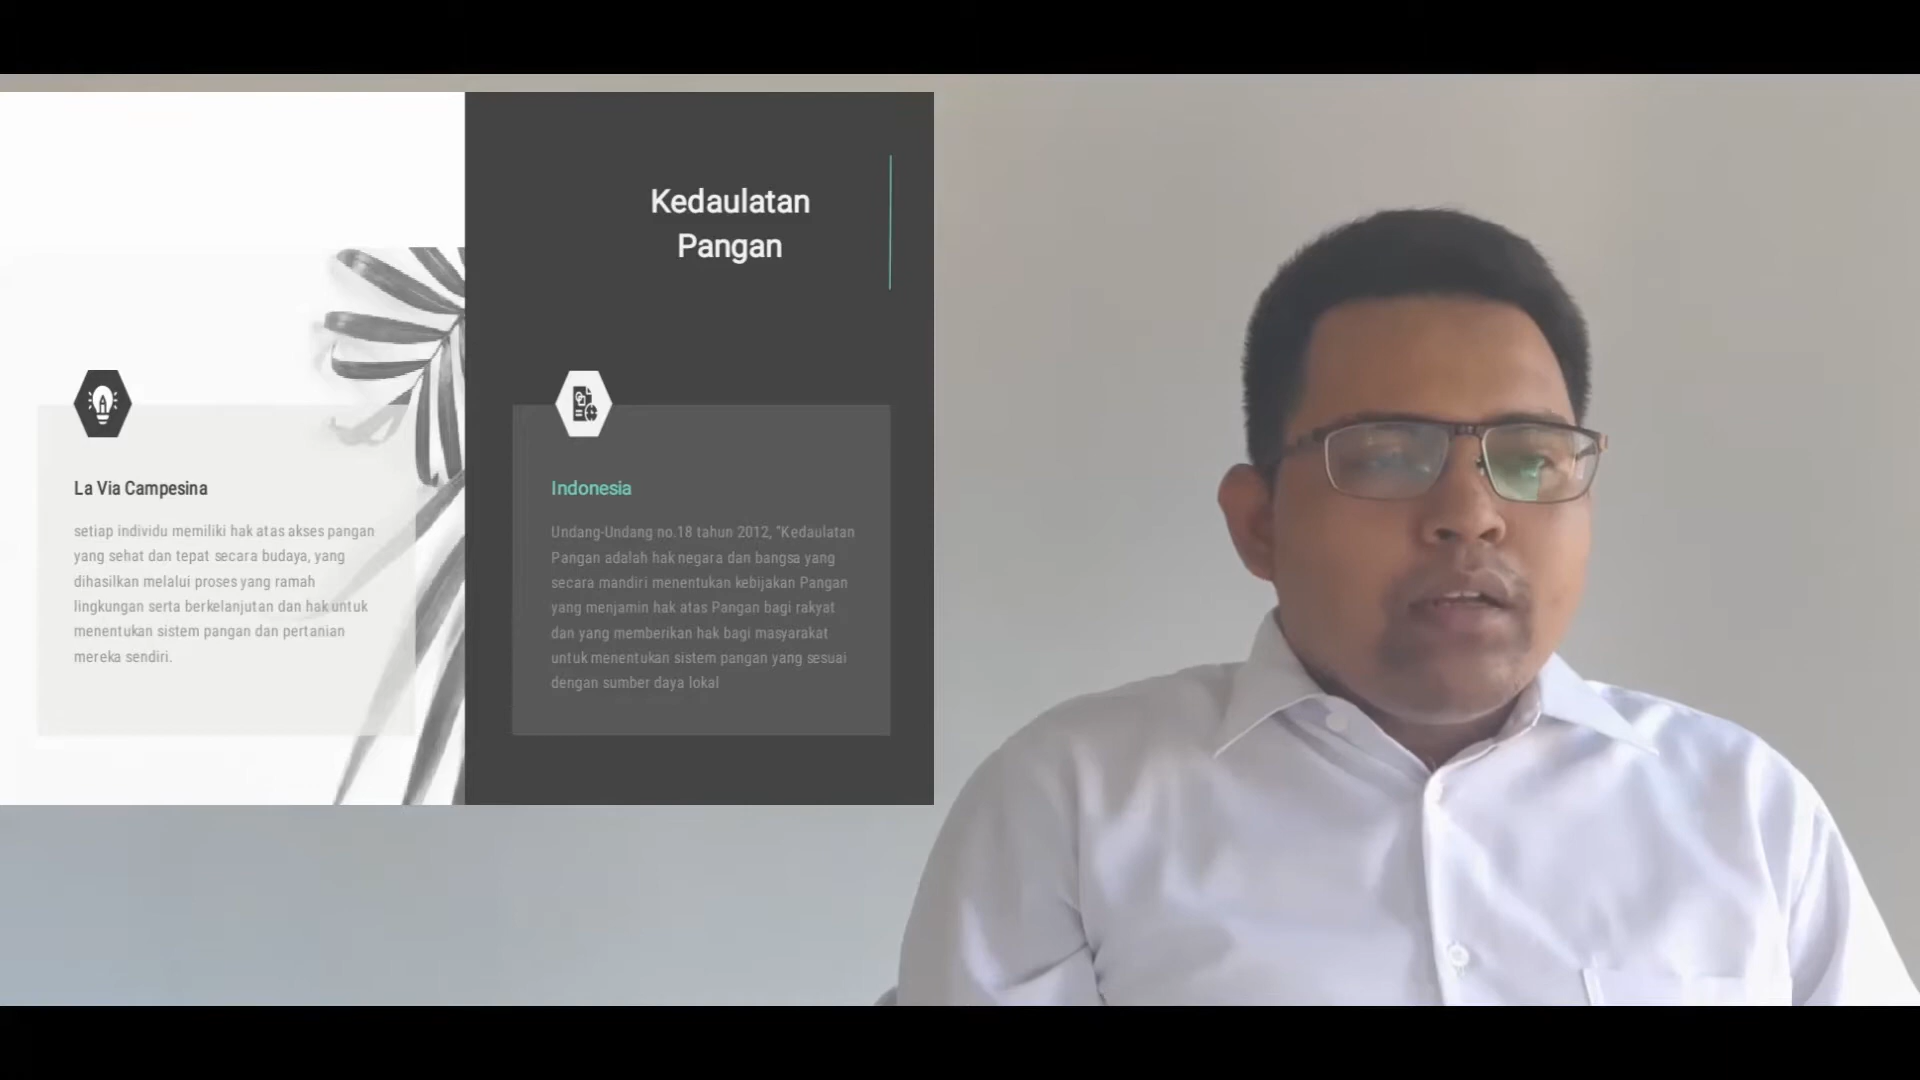 Kedaulatan
Pangan
La Via Campesina
setiap individu memiliki hak atas akses pangan
yang sehat dan tepat secara budaya, yang
dihasilkan melalui proses yang ramah
lingkungan serta berkelanjutan dan hak untuk
menentukan sistem pangan dan pertanian
mereka sendiri.
Indonesia
Undang-Undang no.18 tahun 2012, “Kedaulatan
Pangan adalah hak negara dan bangsa yang
secara mandiri menentukan kebijakan Pangan
yang menjamin hak atas Pangan bagi rakyat
dan yang memberikan hak bagi masyarakat
untuk menentukan sistem pangan yang sesuai
dengan sumber daya lokal